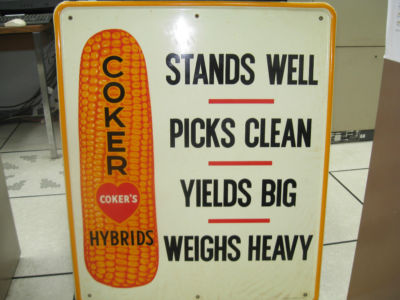 COKER
COKER'S
HYBRIDS
STANDS WELL
PICKS CLEAN
YIELDS BIG
WEIGHS HEAVY